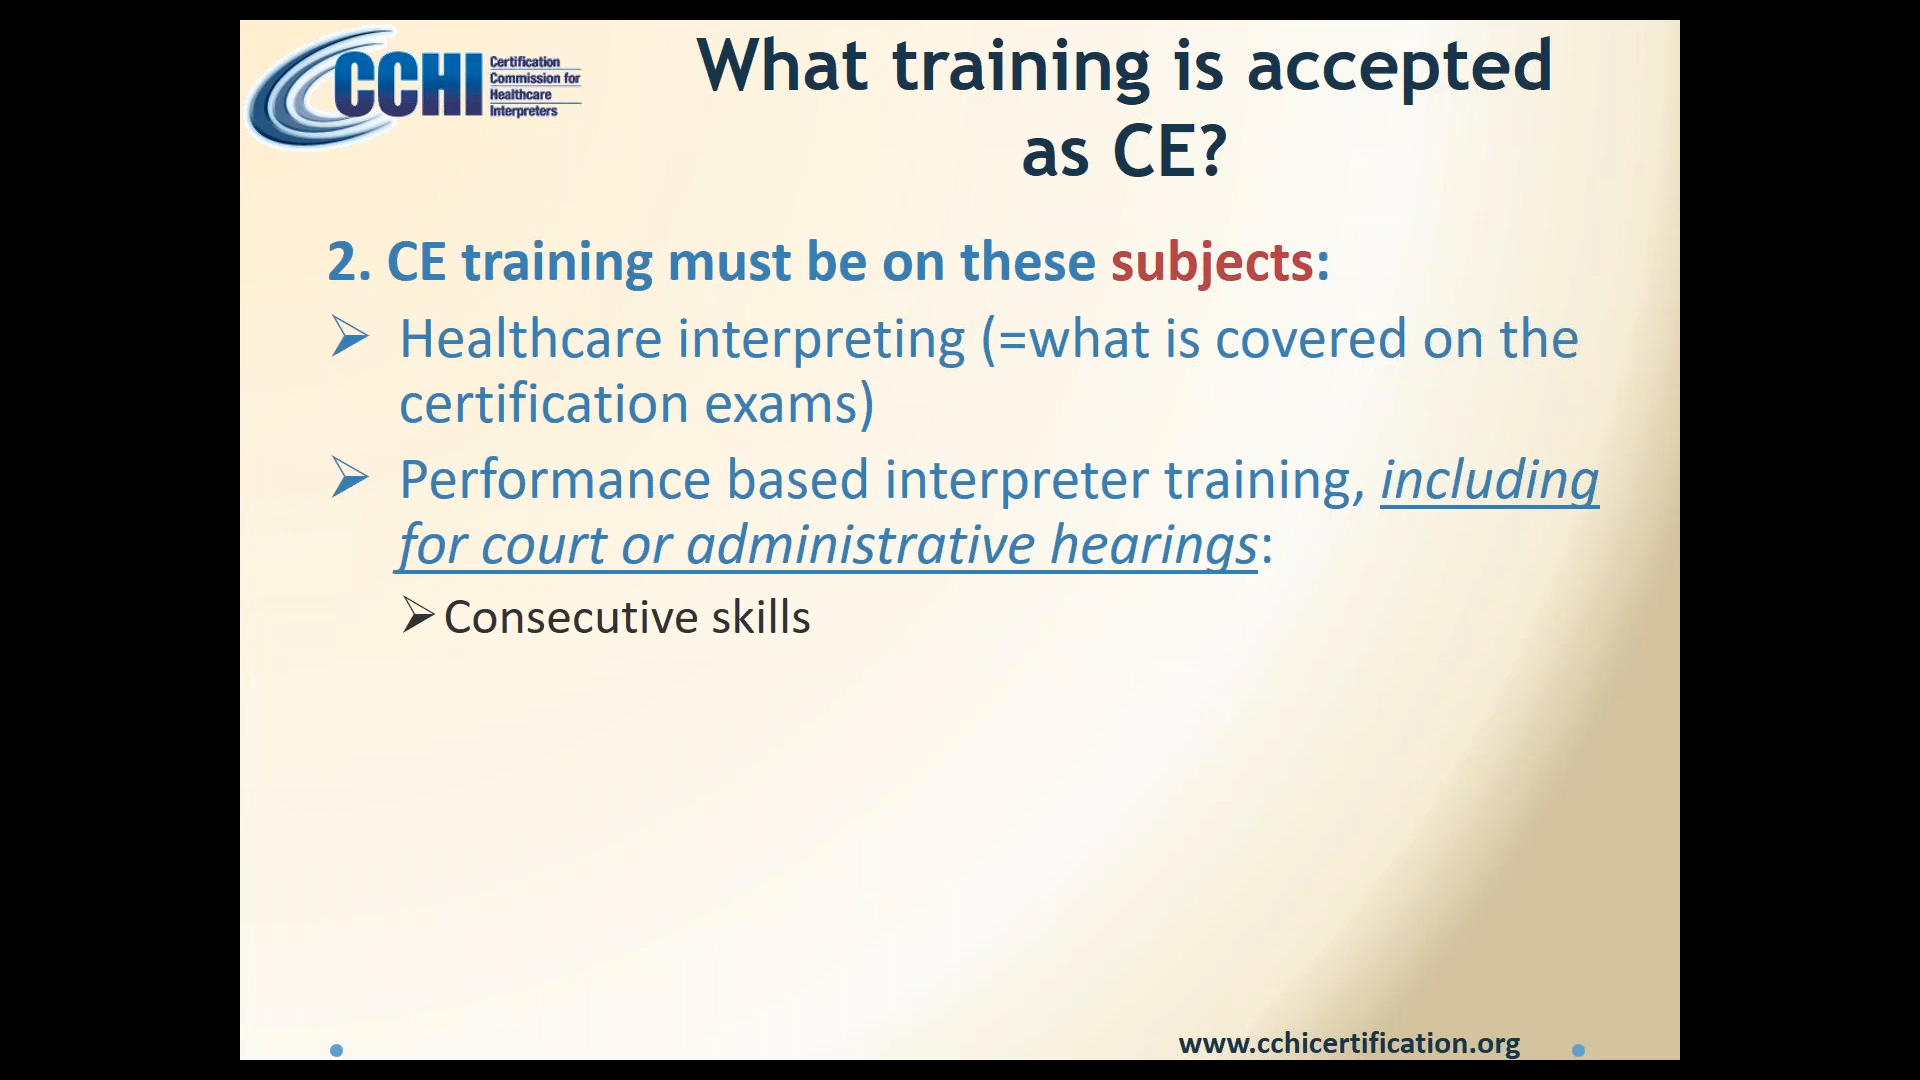 CCHI
Certification
Commission for
Healthcare
Interpreters
What training is accepted
as CE?
2. CE training must be on these subjects:
Healthcare interpreting (=what is covered on the
certification exams)
Performance based interpreter training, including
for court or administrative hearings:
Consecutive skills
www.cchicertification.org